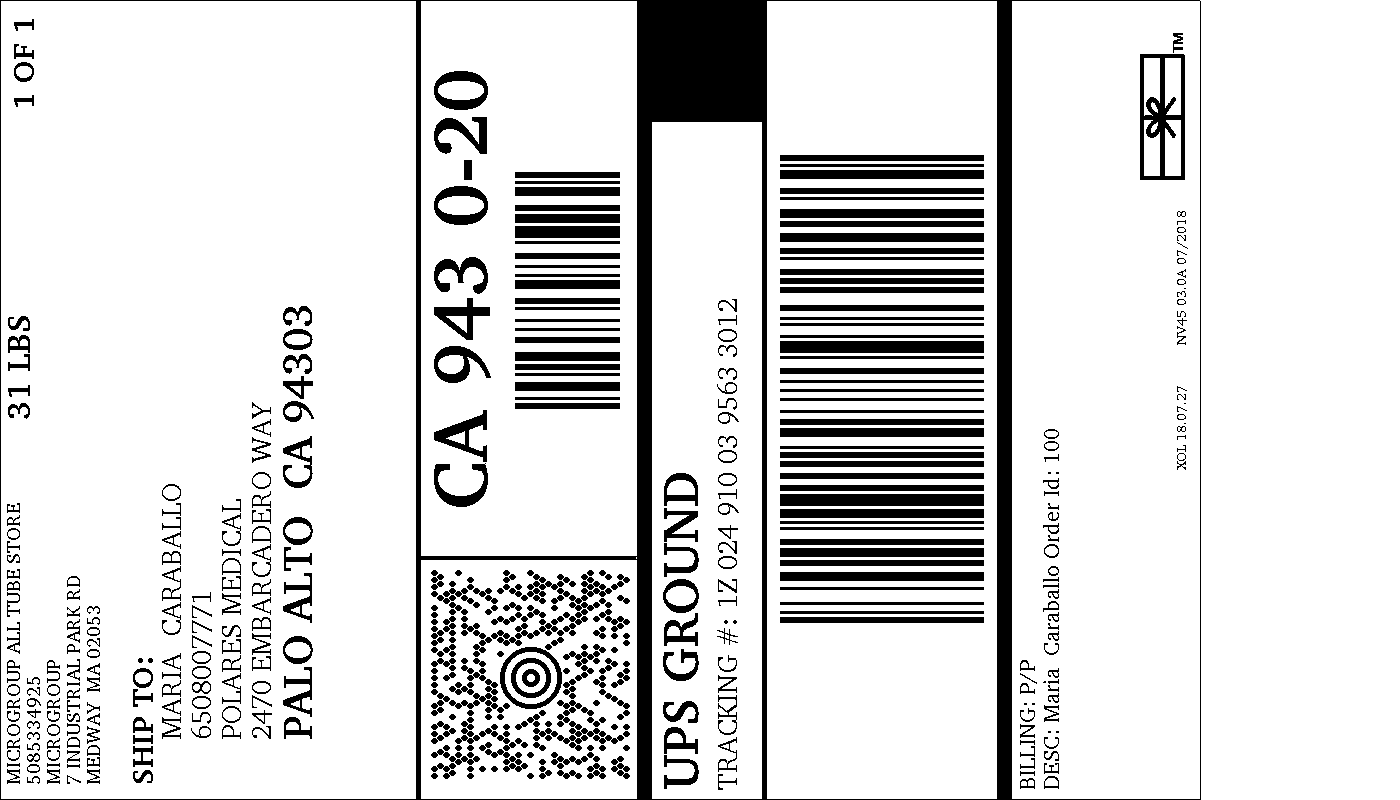 MICROGROUP ALL TUBE STORE
5085334925
MICROGROUP
7 INDUSTRIAL PARK RD
MEDWAY MA 02053
31 LBS
1 OF 1
SHIP TO:
MARIA CARABALLO
6508007771
POLARES MEDICAL
2470 EMBARCADERO WAY
PALO ALTO CA 94303
CA 943 0-20
UPS GROUND
TRACKING #: 1Z 024 910 03 9563 3012
BILLING: P/P
DESC: Maria Caraballo Order Id: 100
XOL 18.07.27 NV45 03.0A 07/2018
TM